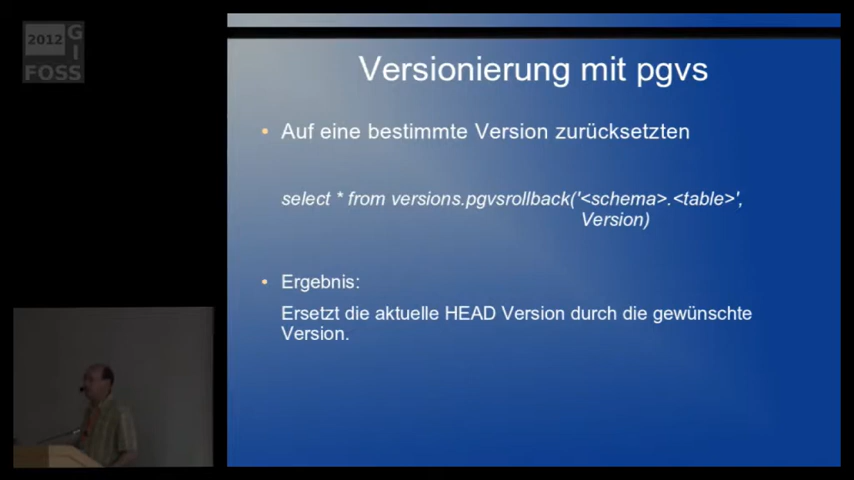 2012
G
I
FOSS
Versionierung mit pgvs
• Auf eine bestimmte Version zurücksetzten
select * from versions.pgvsrollback('<schema>.<table>',
Version)
• Ergebnis:
Ersetzt die aktuelle HEAD Version durch die gewünschte
Version.